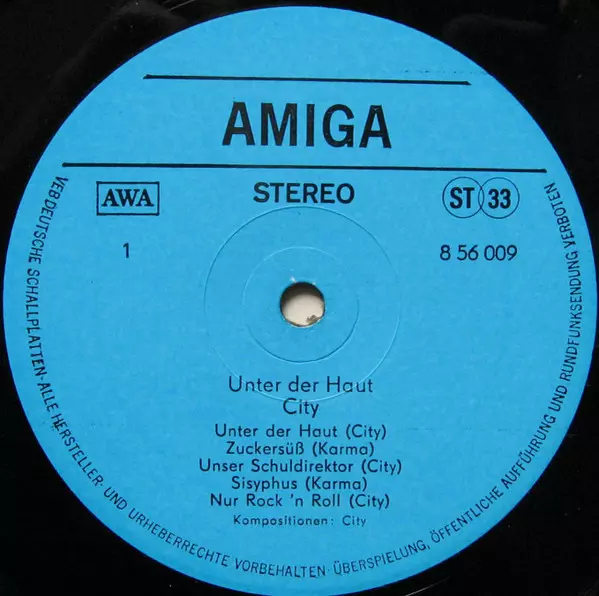 AMIGA
AWA
STEREO
ST 33
1
8 56 009
Unter der Haut
City
Unter der Haut (City)
Zuckersüß (Karma)
Unser Schuldirektor (City)
Sisyphus (Karma)
Nur Rock 'n Roll (City)
Kompositionen: City
VEB DEUTSCHE SCHALLPLATTEN·ALLE HERSTELLER- UND URHEBERRECHTE VORBEHALTEN·ÜBERSPIELUNG, ÖFFENTLICHE AUFFÜHRUNG UND RUNDFUNKSENDUNG VERBOTEN